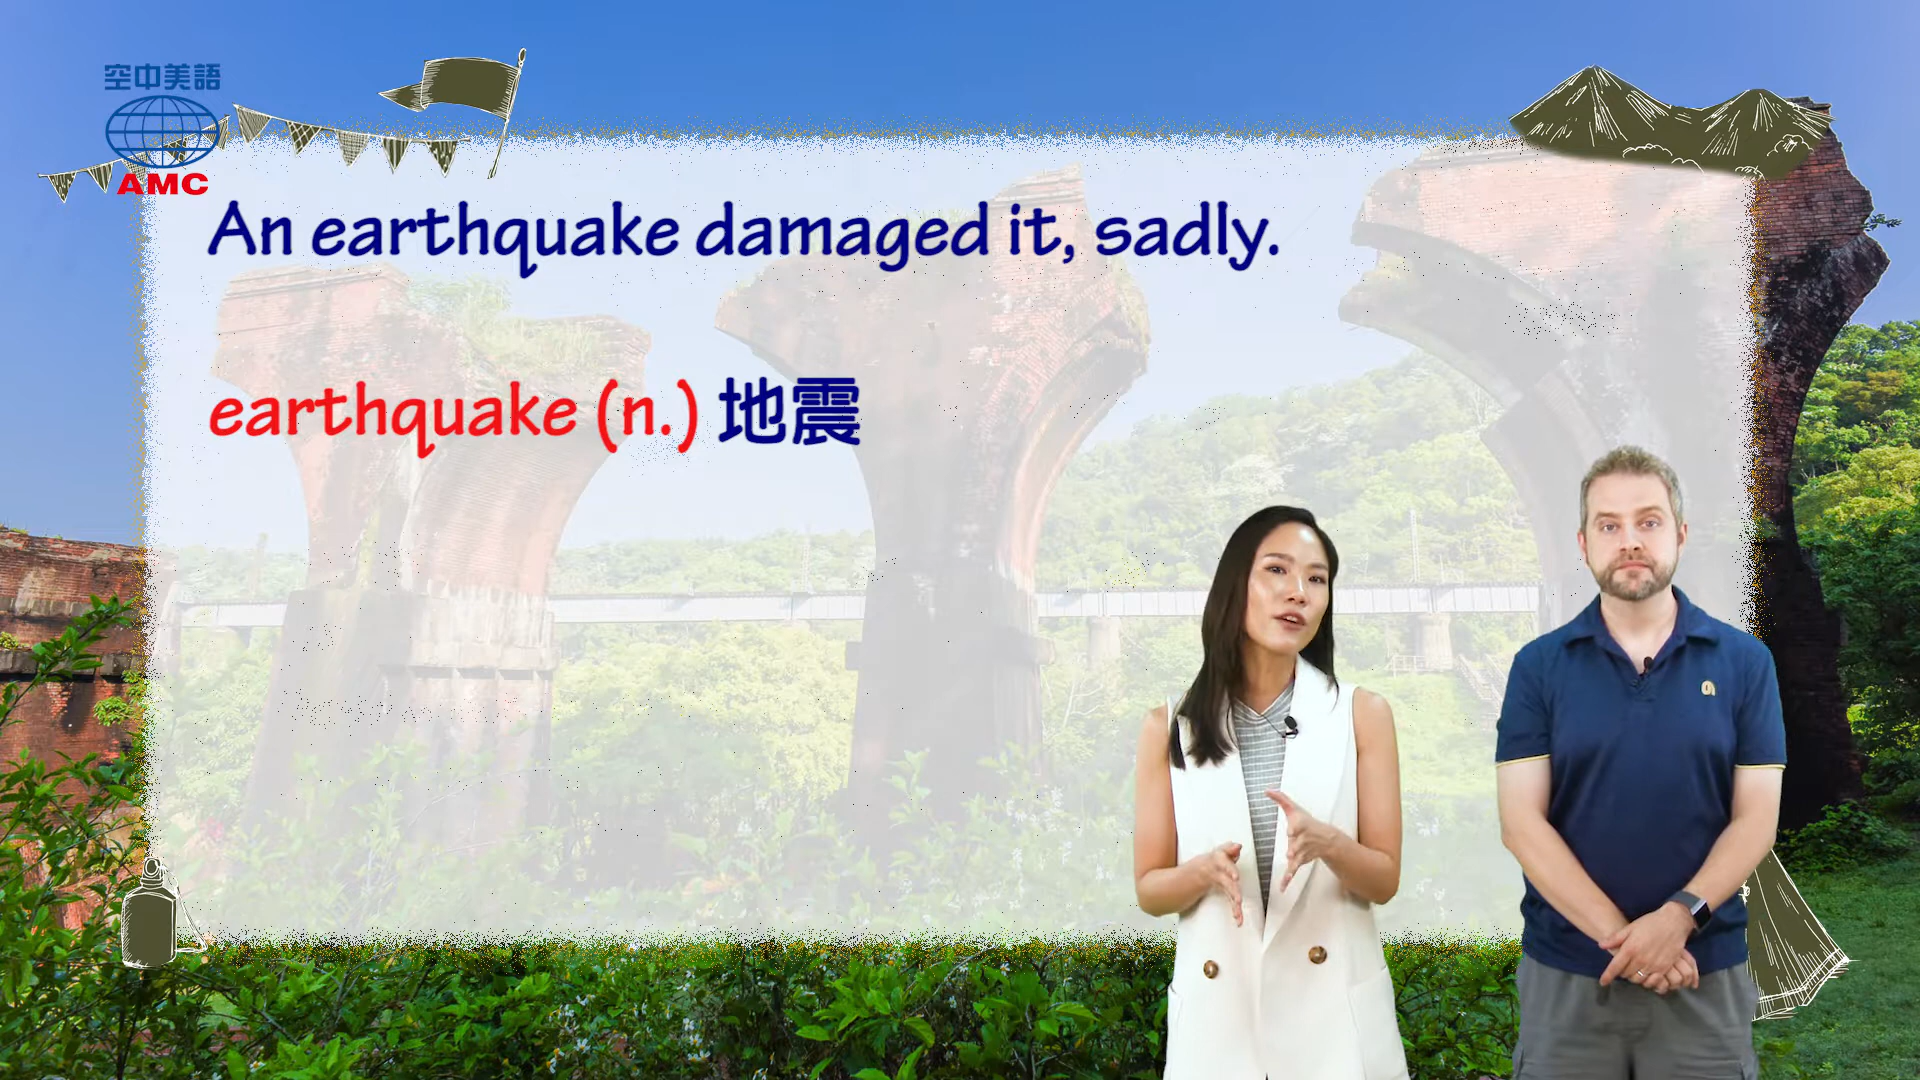 空中美語
AMC
An earthquake damaged it, sadly.
earthquake (n.) 地震